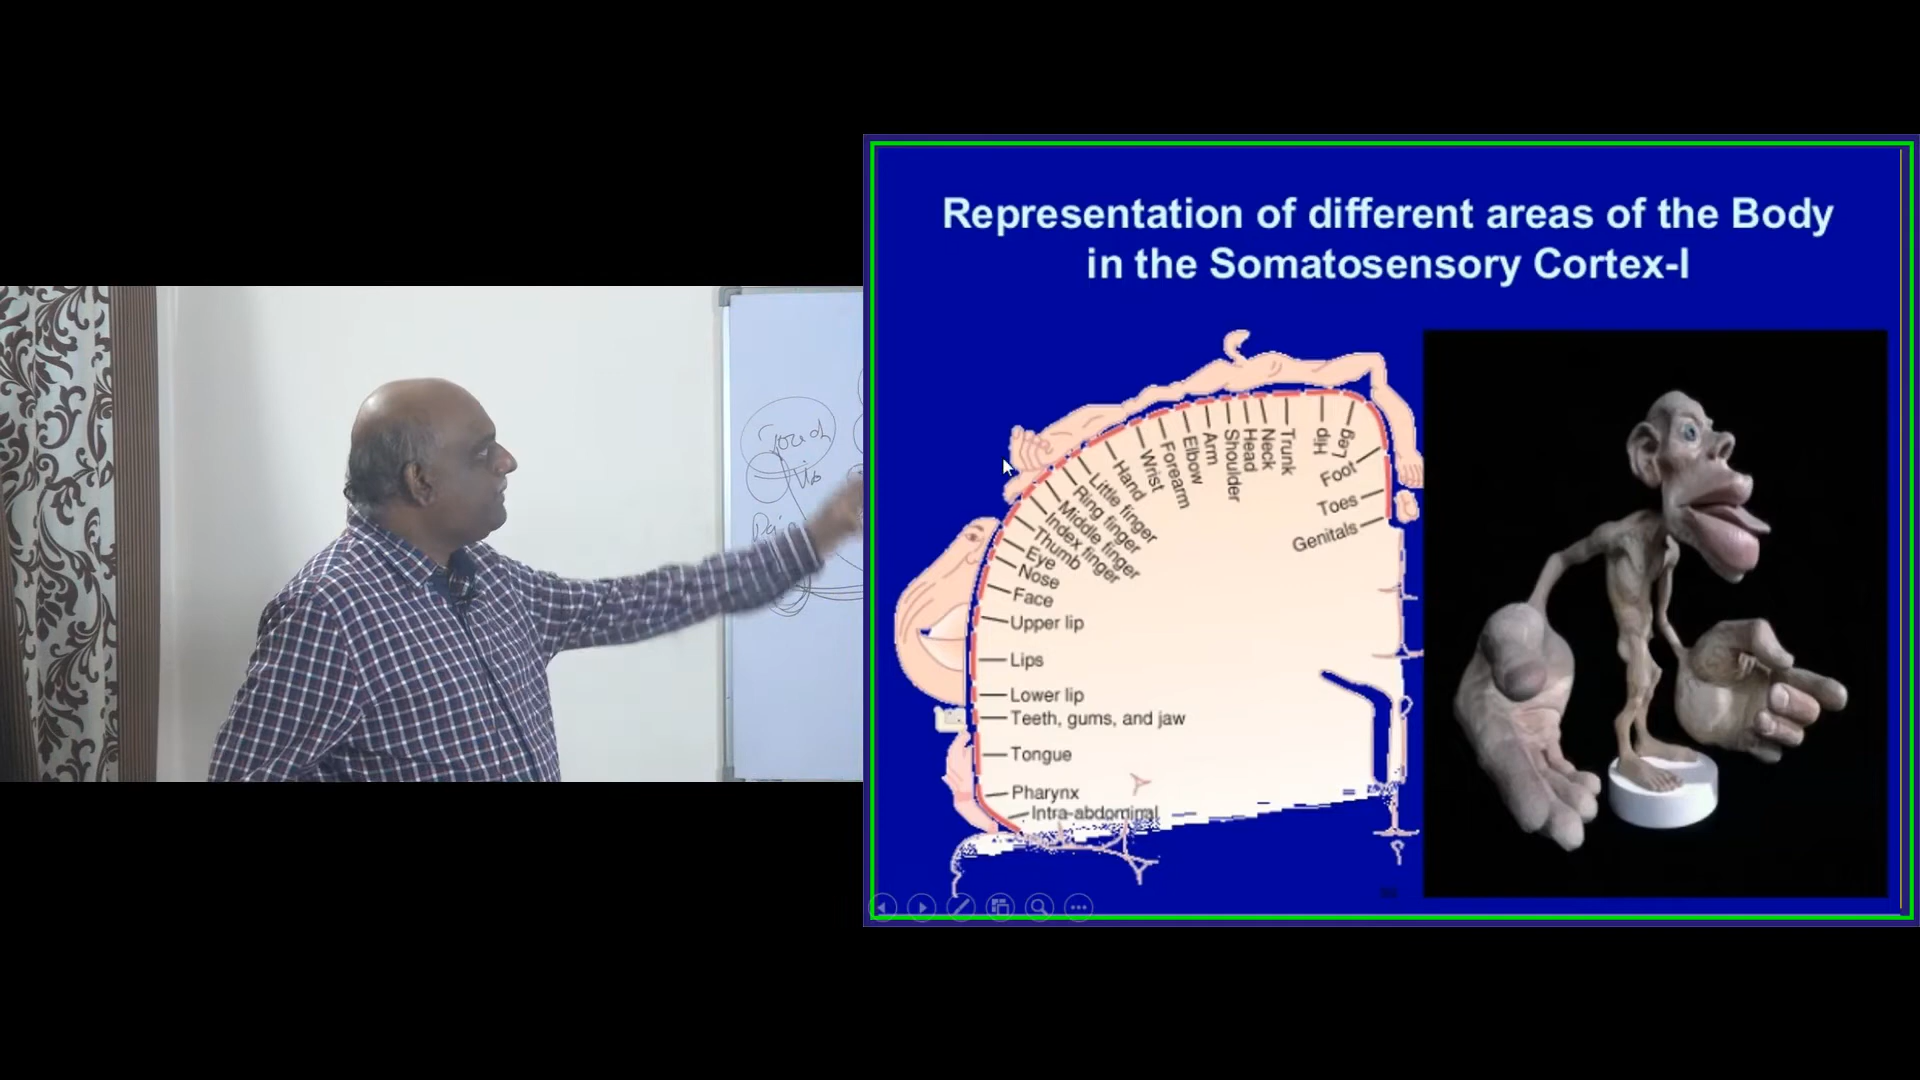 Touch
Representation of different areas of the Body
in the Somatosensory Cortex-I
Leg
Hip
Trunk
Neck
Head
Shoulder
Arm
Elbow
Forearm
Wrist
Hand
Little finger
Ring finger
Middle finger
Index finger
Thumb
Eye
Nose
Face
Upper lip
Lips
Lower lip
Teeth, gums, and jaw
Tongue
Pharynx
Intra-abdominal
Foot
Toes
Genitals